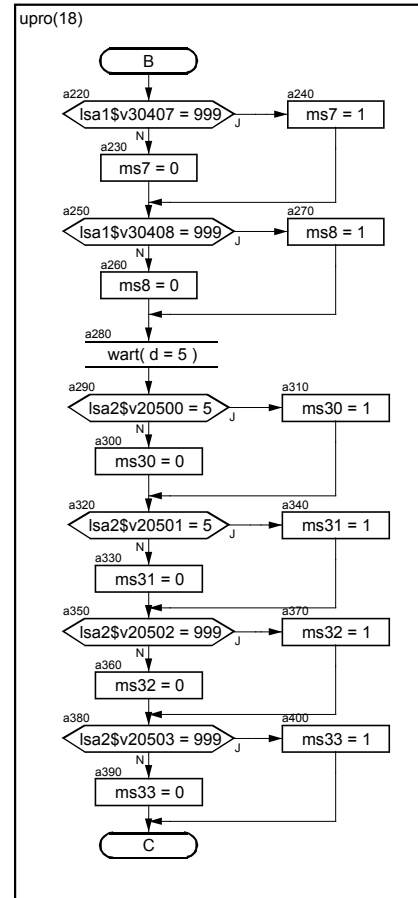 upro(18)
B
a220
lsa1$v30407 = 999
J
N
a240
ms7 = 1
a230
ms7 = 0
a250
lsa1$v30408 = 999
J
N
a270
ms8 = 1
a260
ms8 = 0
a280
wart( d = 5 )
a290
lsa2$v20500 = 5
J
N
a310
ms30 = 1
a300
ms30 = 0
a320
lsa2$v20501 = 5
J
N
a340
ms31 = 1
a330
ms31 = 0
a350
lsa2$v20502 = 999
J
N
a370
ms32 = 1
a360
ms32 = 0
a380
lsa2$v20503 = 999
J
N
a400
ms33 = 1
a390
ms33 = 0
C